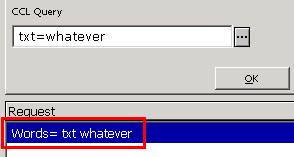 CCL Query
txt=whatever
...
OK
Request
Words= txt whatever